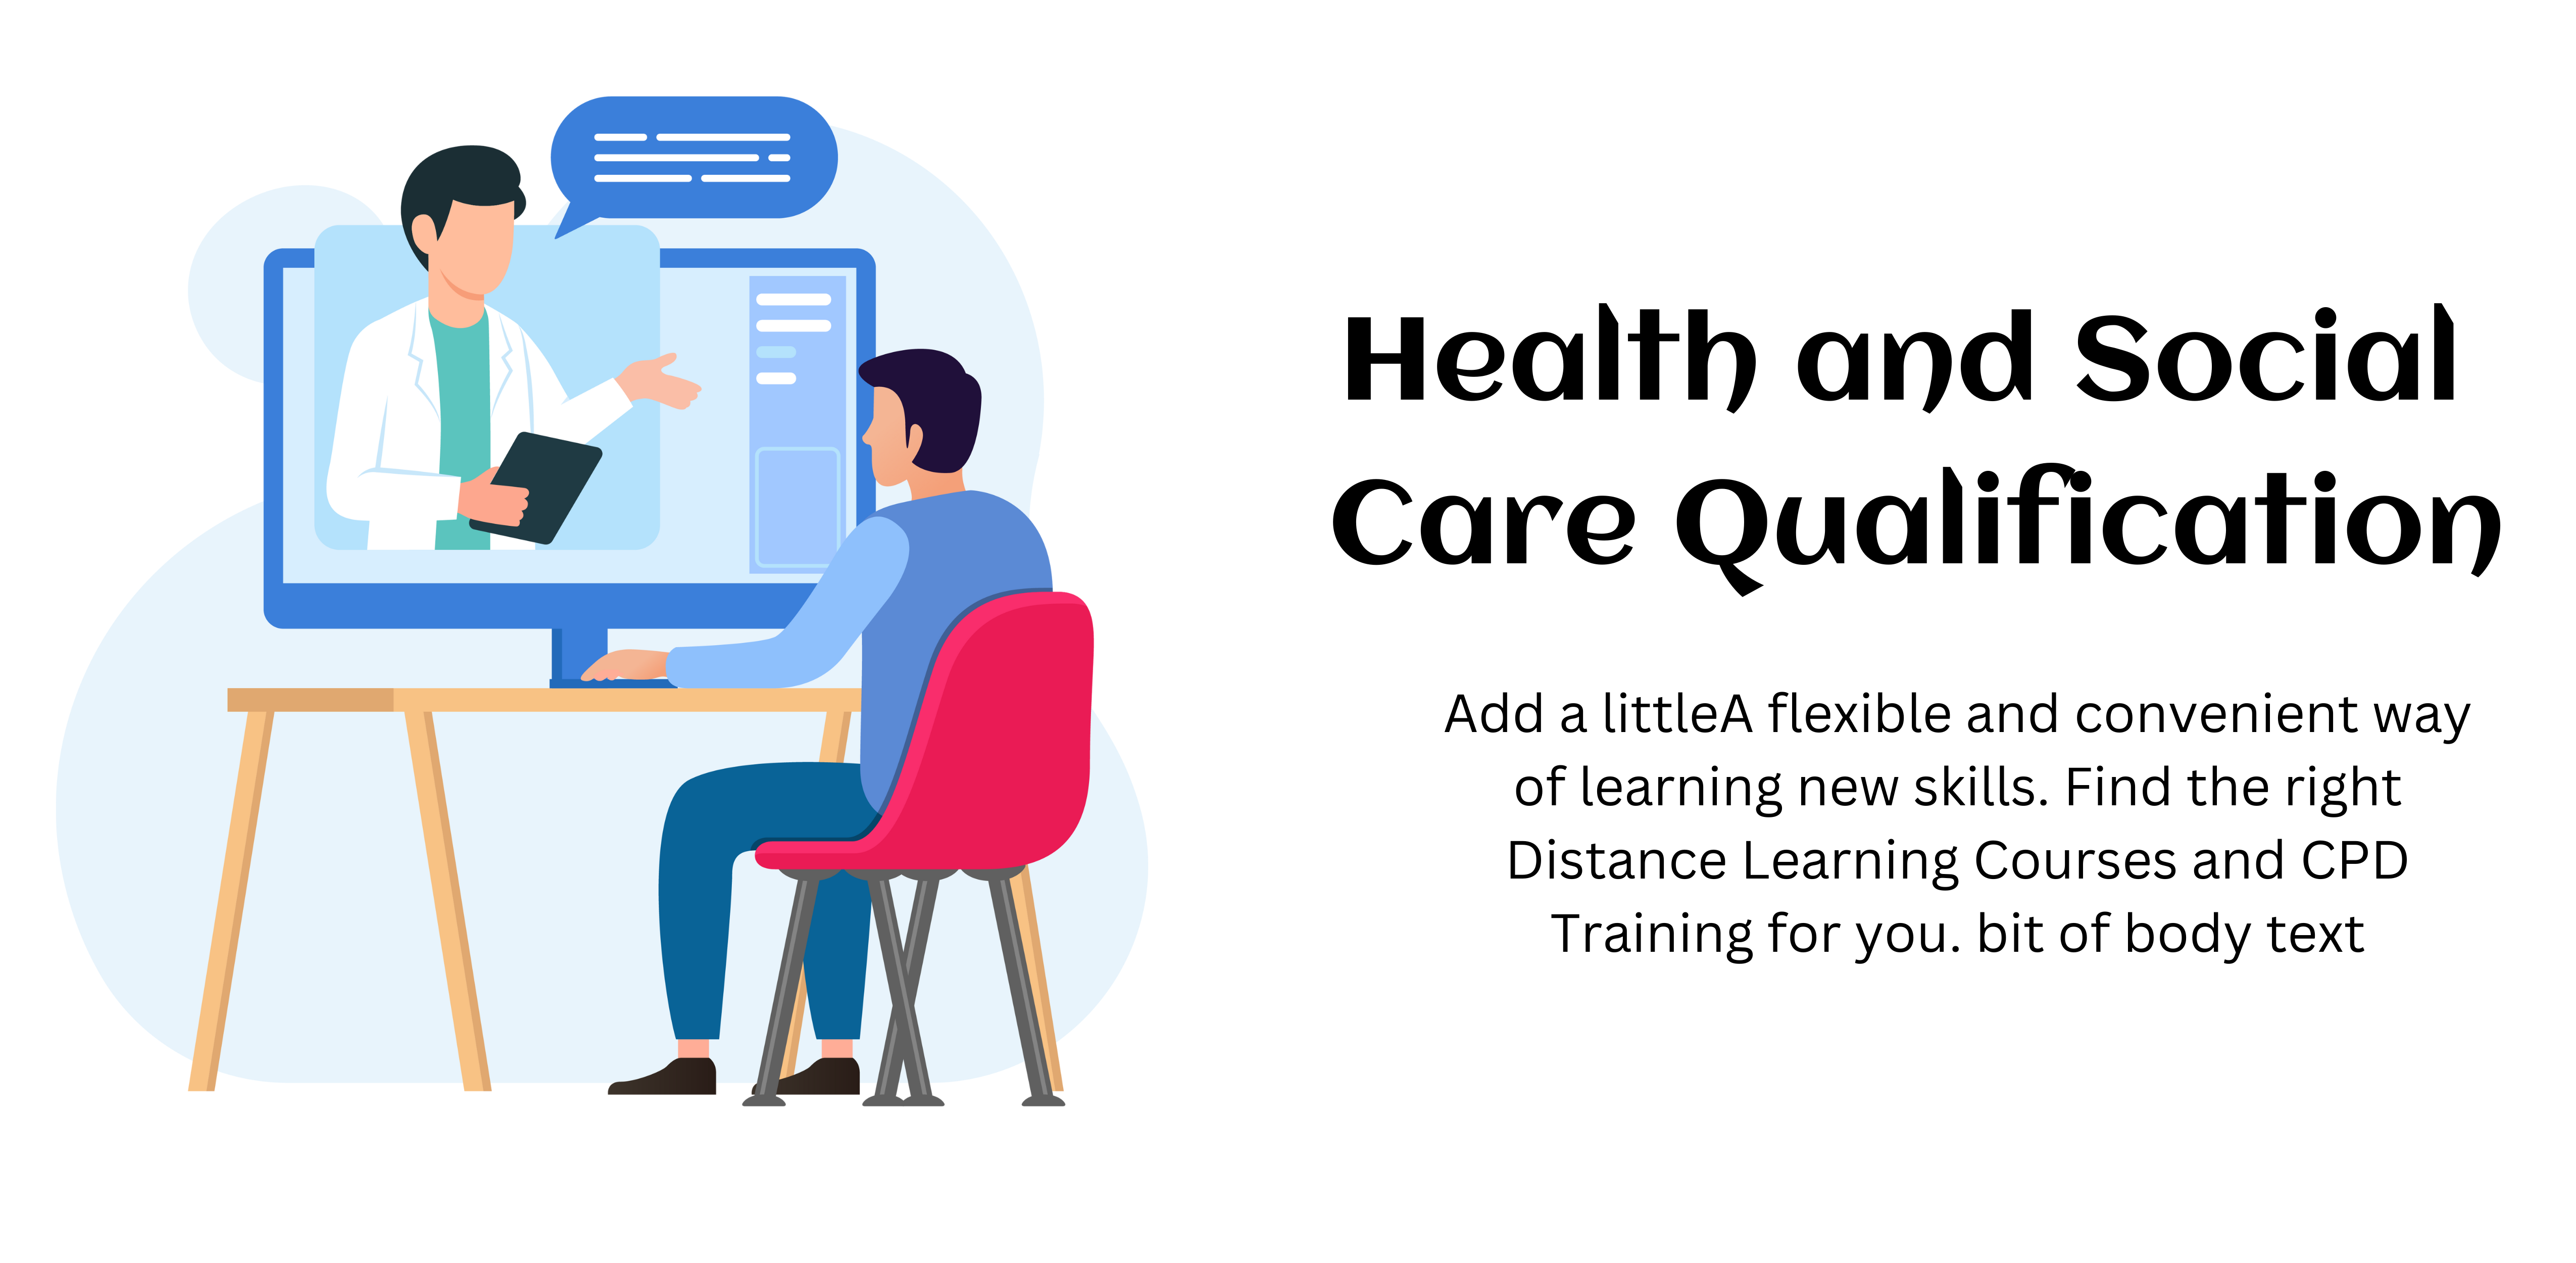 Health and Social
Care Qualification
Add a littleA flexible and convenient way
of learning new skills. Find the right
Distance Learning Courses and CPD
Training for you. bit of body text